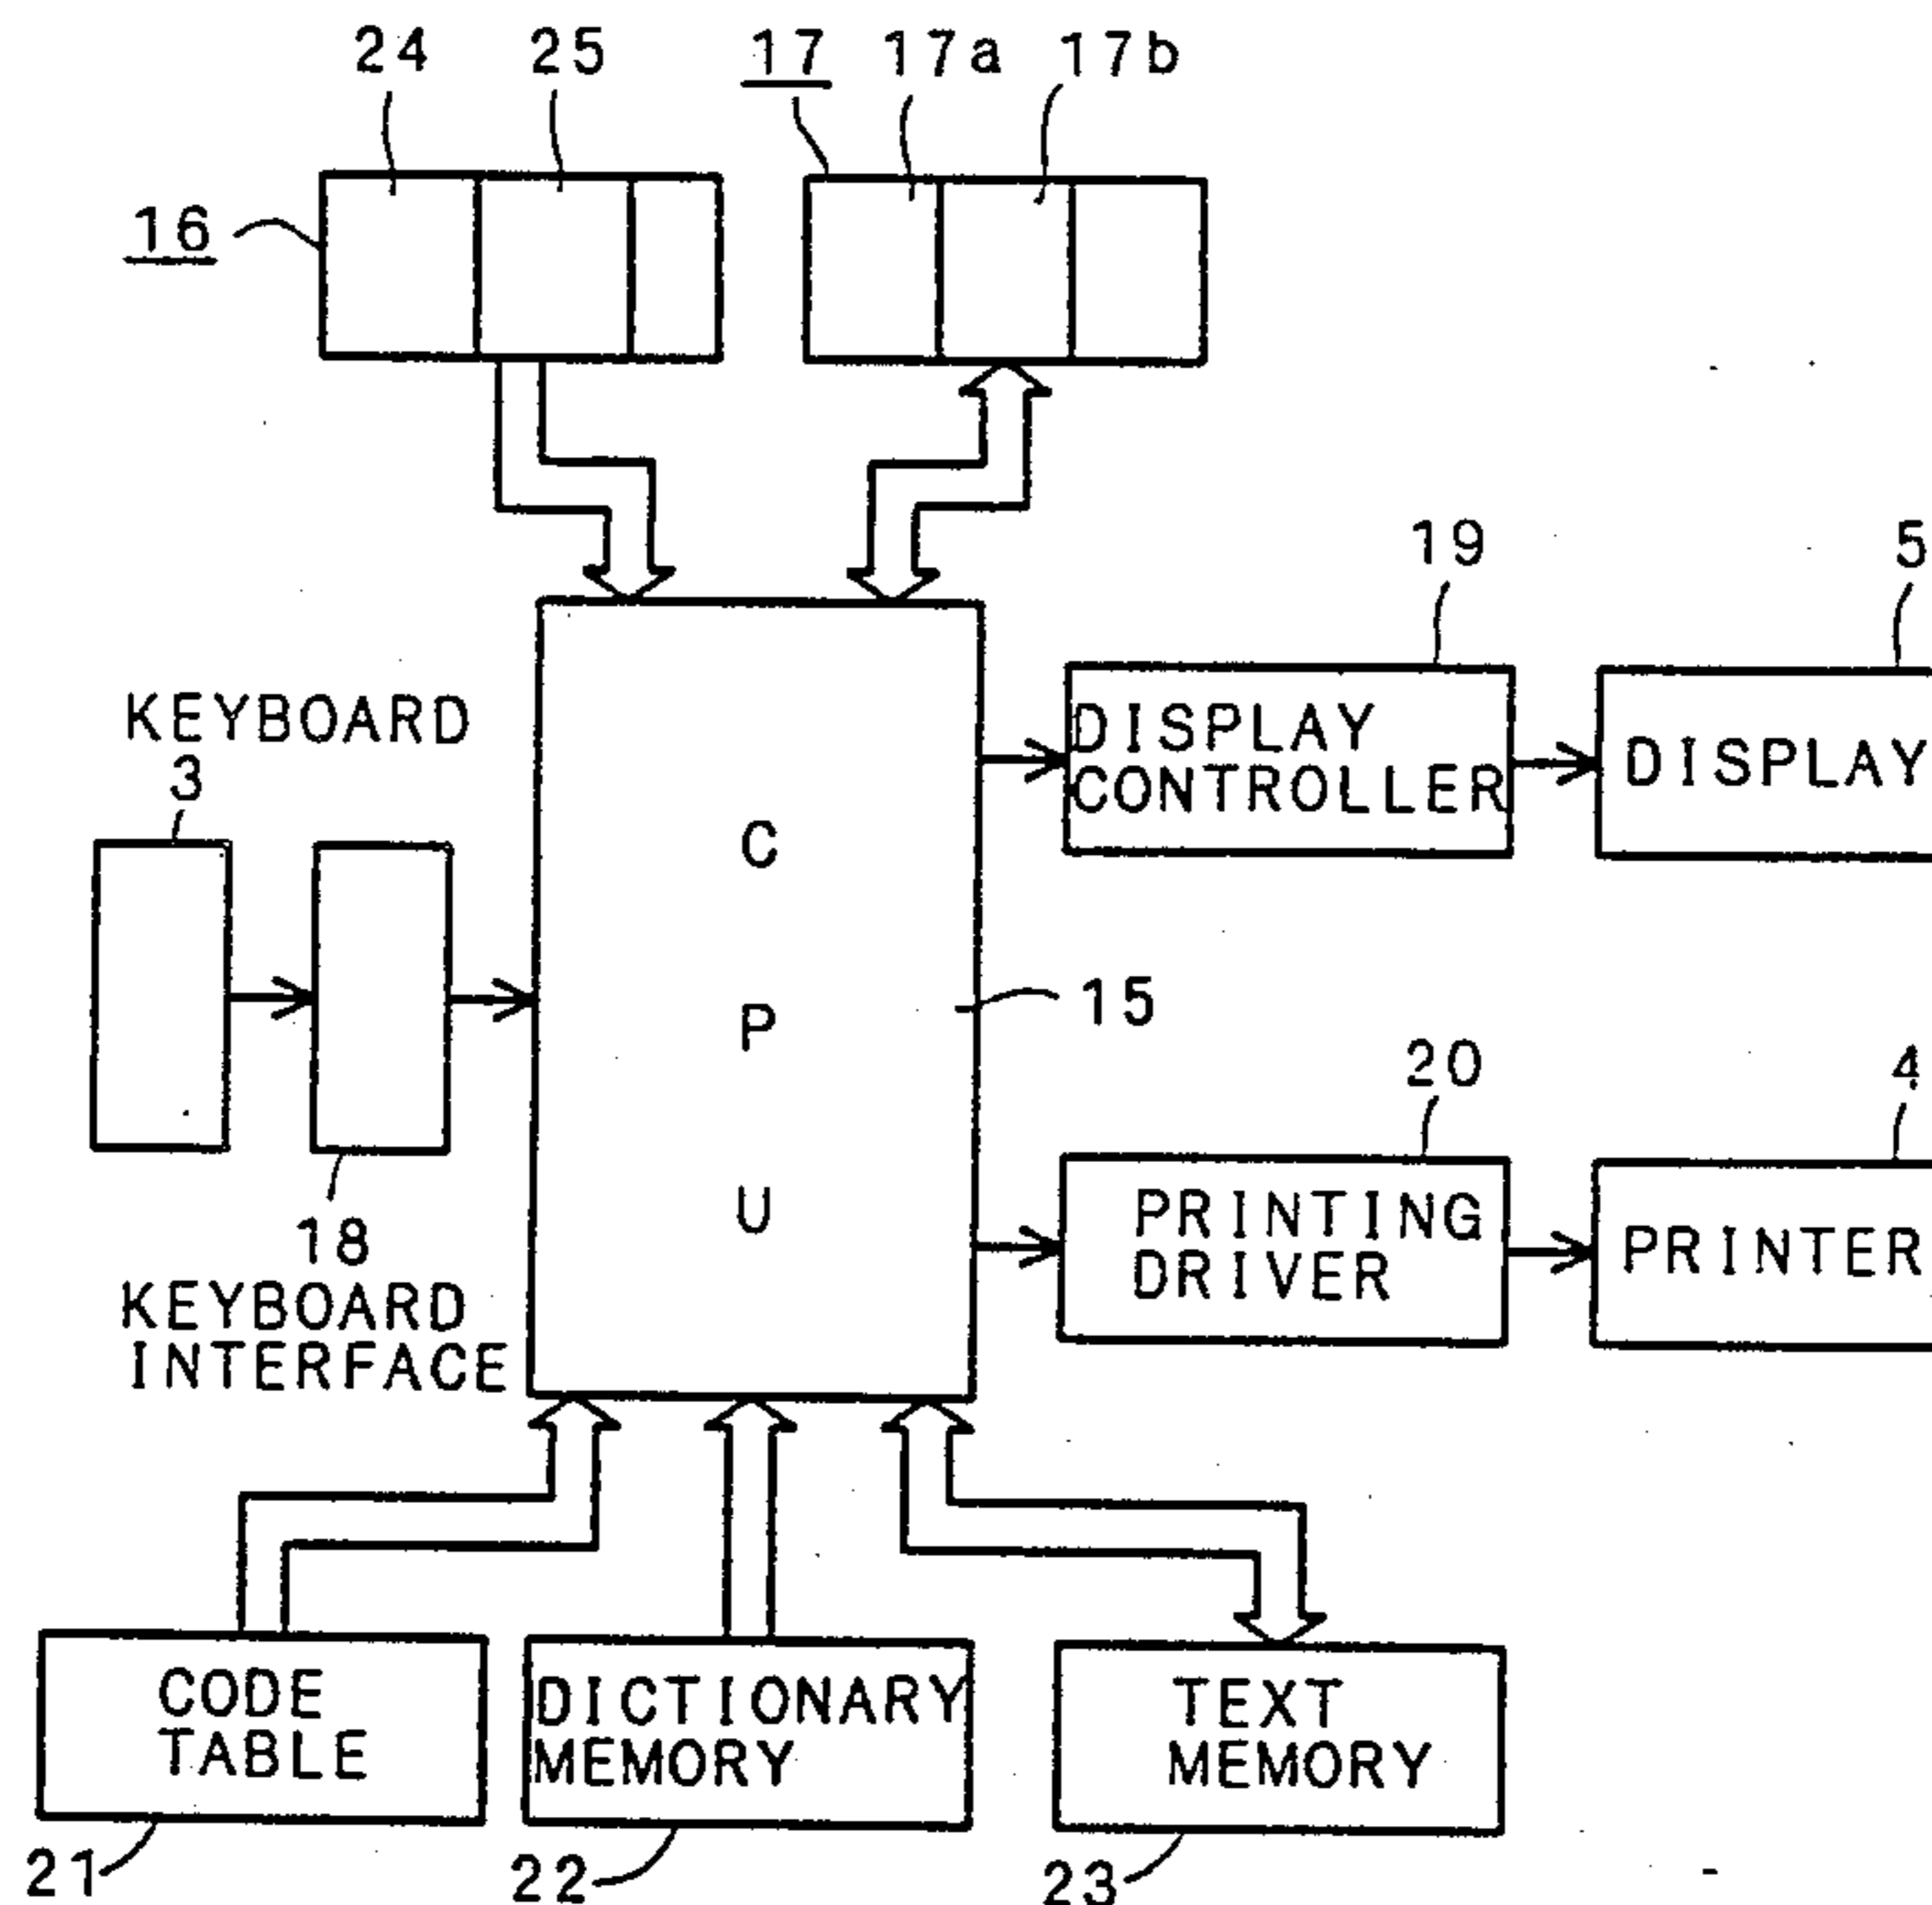 24 25 17 17a 17b
16
19 5
KEYBOARD
3
DISPLAY
CONTROLLER
DISPLAY
C
P
U
15
20 4
18
KEYBOARD
INTERFACE
PRINTING
DRIVER
PRINTER
CODE
TABLE
DICTIONARY
MEMORY
TEXT
MEMORY
21 22 23